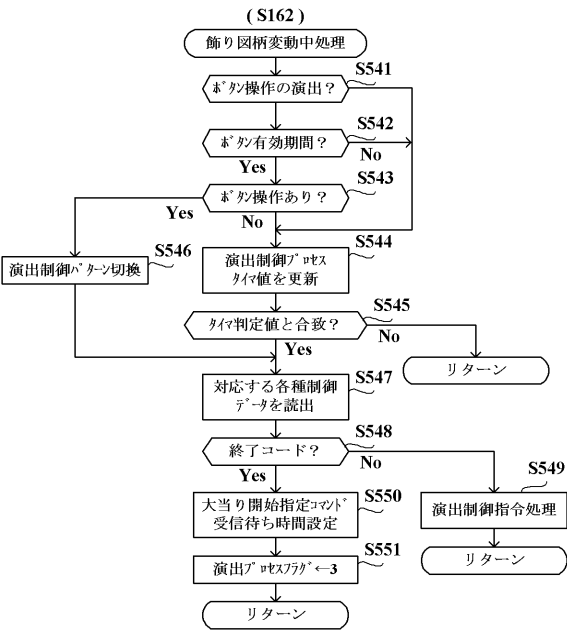 ( S162 )
飾り図柄変動中処理
S541
ﾎﾞﾀﾝ操作の演出？
S542
ﾎﾞﾀﾝ有効期間？
No
Yes
S543
ﾎﾞﾀﾝ操作あり？
Yes
No
S544
演出制御ﾌﾟﾛｾｽ
ﾀｲﾏ値を更新
S546
演出制御ﾊﾟﾀｰﾝ切換
S545
ﾀｲﾏ判定値と合致？
No
Yes
リターン
S547
対応する各種制御
ﾃﾞｰﾀを読出
S548
終了コード？
No
Yes
S549
演出制御指令処理
リターン
S550
大当り開始指定ｺﾏﾝﾄﾞ
受信待ち時間設定
S551
演出ﾌﾟﾛｾｽﾌﾗｸﾞ←3
リターン